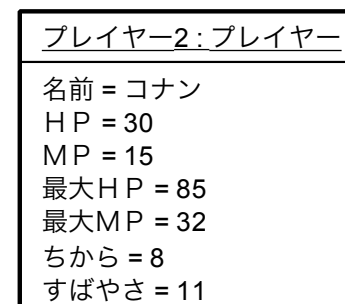 プレイヤー2 : プレイヤー
名前 = コナン
ＨＰ = 30
ＭＰ = 15
最大ＨＰ = 85
最大ＭＰ = 32
ちから = 8
すばやさ = 11